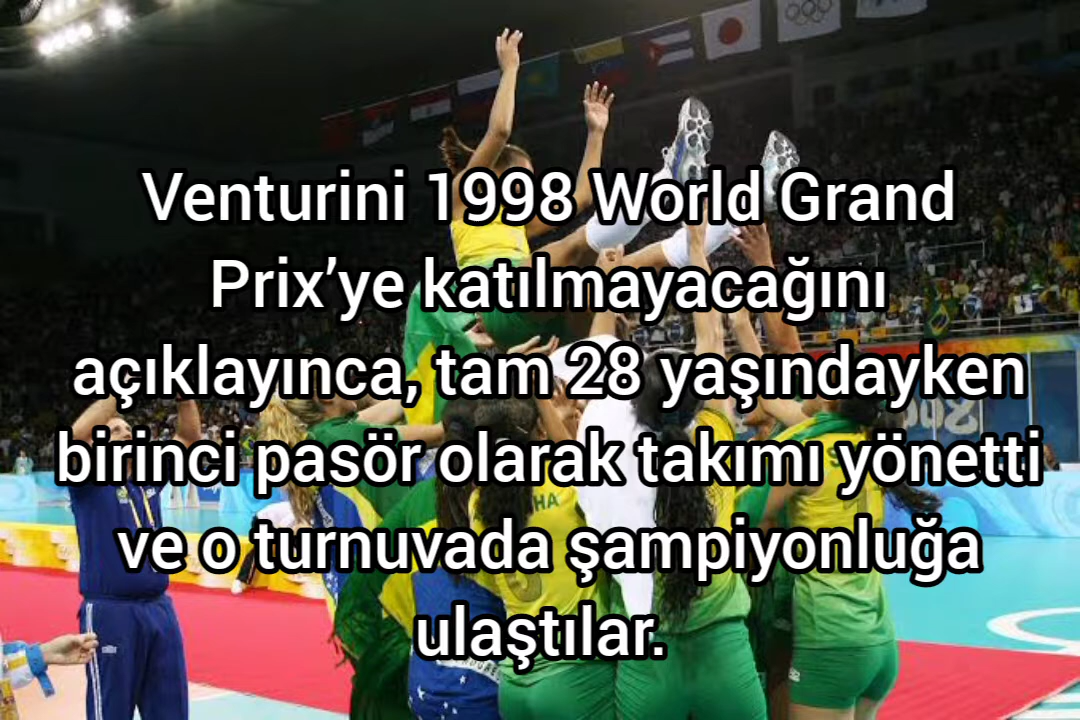 Venturini 1998 World Grand
Prix’ye katılmayacağını
açıklayınca, tam 28 yaşındayken
birinci pasör olarak takımı yönetti
ve o turnuvada şampiyonluğa
ulaştılar.